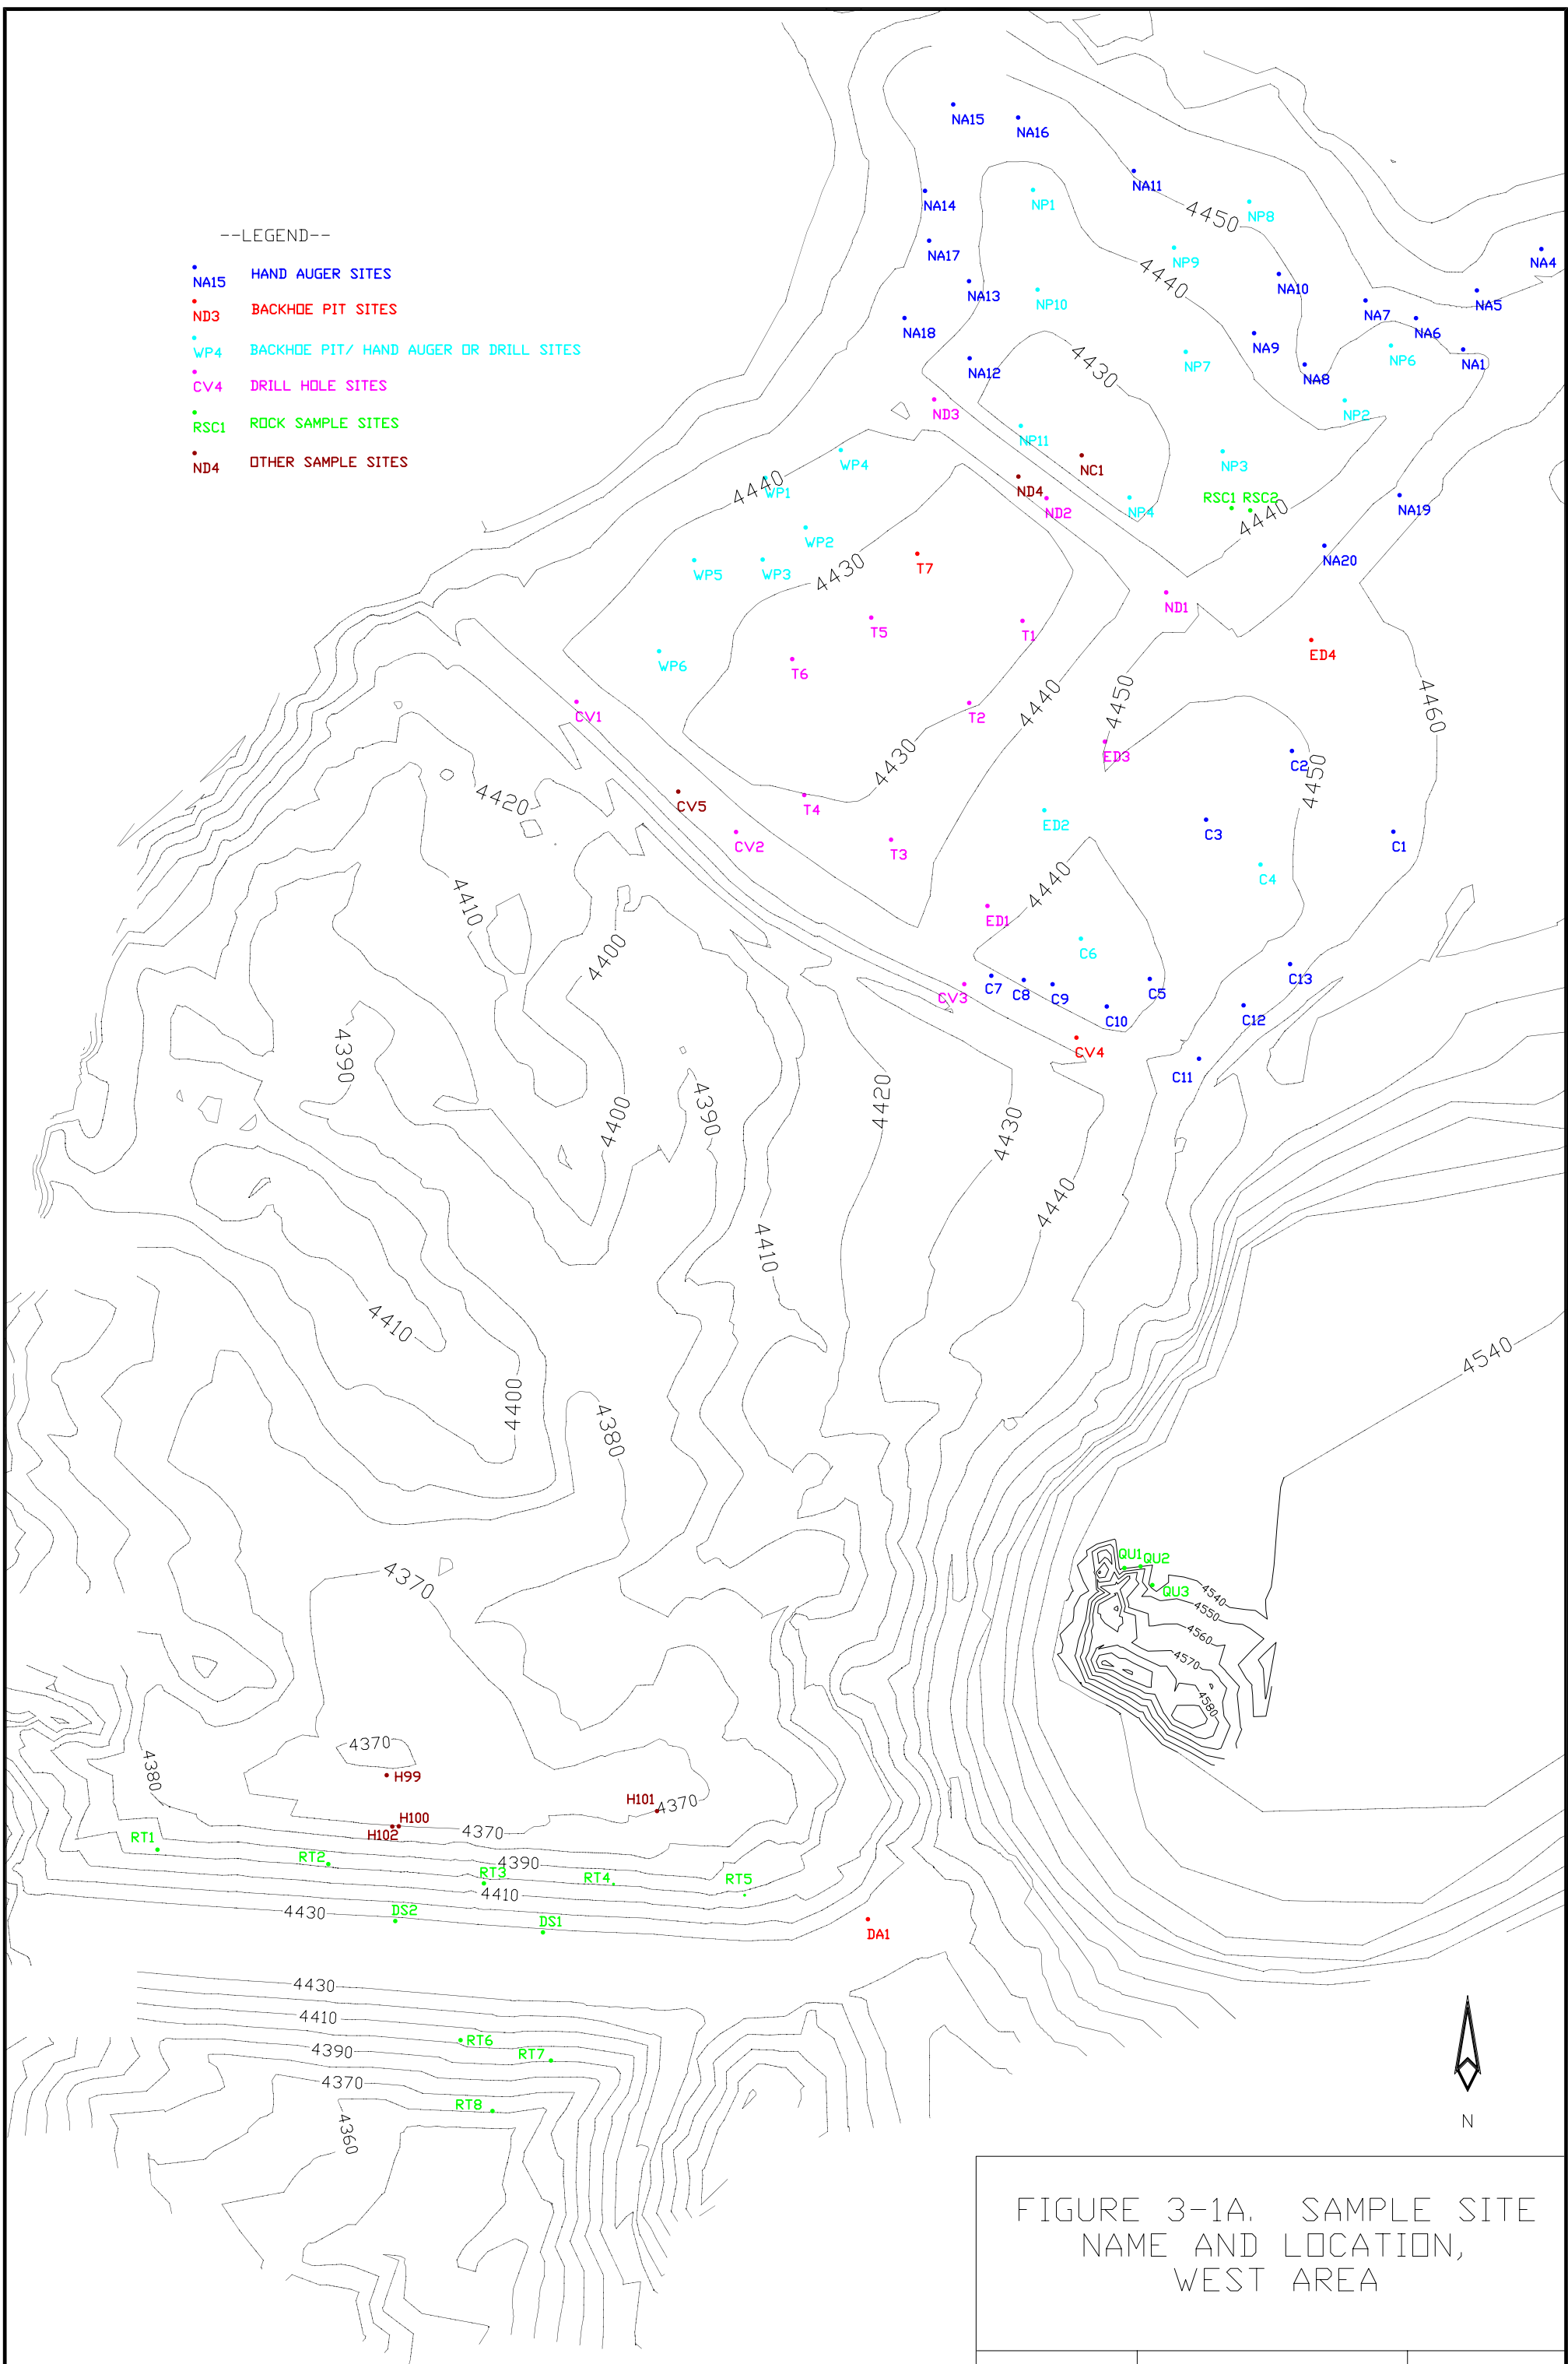 NA15
NA16
NA11
NA14
NP1
4450
NP8
--LEGEND--
NA15 HAND AUGER SITES
ND3 BACKHOE PIT SITES
WP4 BACKHOE PIT/ HAND AUGER OR DRILL SITES
CV4 DRILL HOLE SITES
RSC1 ROCK SAMPLE SITES
ND4 OTHER SAMPLE SITES
NA17
NP9
NA4
4440
NA10
NA13
NP10
NA5
NA7
NA18
NA6
NA9
NP7
NP6
NA1
NA12
4430
NA8
ND3
NP2
NP11
WP4
NP3
NC1
4440
WP1
ND4
RSC1 RSC2
ND2
NP4
4440
NA19
WP2
NA20
WP5
WP3
4430
T7
ND1
T5
T1
ED4
WP6
T6
4450
4460
4440
CV1
T2
ED3
C2
4430
4450
4420
CV5
T4
ED2
C3
CV2
T3
C1
C4
4440
4410
ED1
C6
4400
C13
CV3
C7
C8
C9
C5
C10
C12
4390
CV4
C11
4420
4390
4400
4430
4440
4410
4410
4540
4400
4380
QU1
QU2
4370
QU3
4540
4550
4560
4570
4580
4370
4380
H99
H101
4370
H100
H102
4370
RT1
RT2
4390
RT3
RT4
RT5
4410
4430
DS2
DS1
DA1
4430
4410
RT6
4390
RT7
4370
RT8
4360
N
FIGURE 3-1A. SAMPLE SITE
NAME AND LOCATION,
WEST AREA